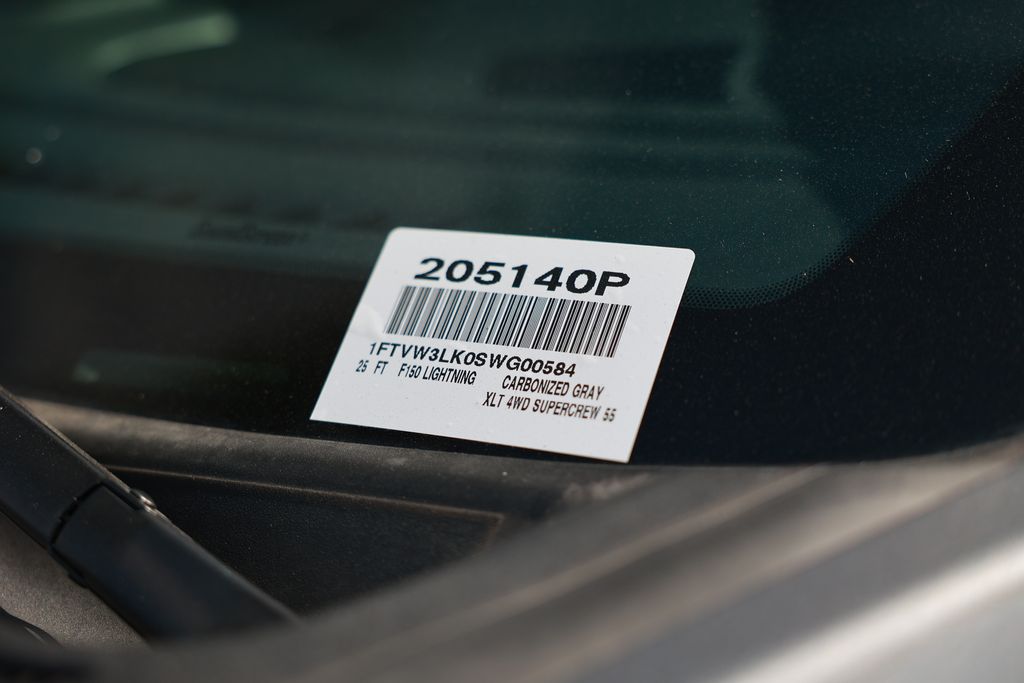 205140P
1FTVW3LK0SWG00584
25 FT F150 LIGHTNING CARBONIZED GRAY
XLT 4WD SUPERCREW 55